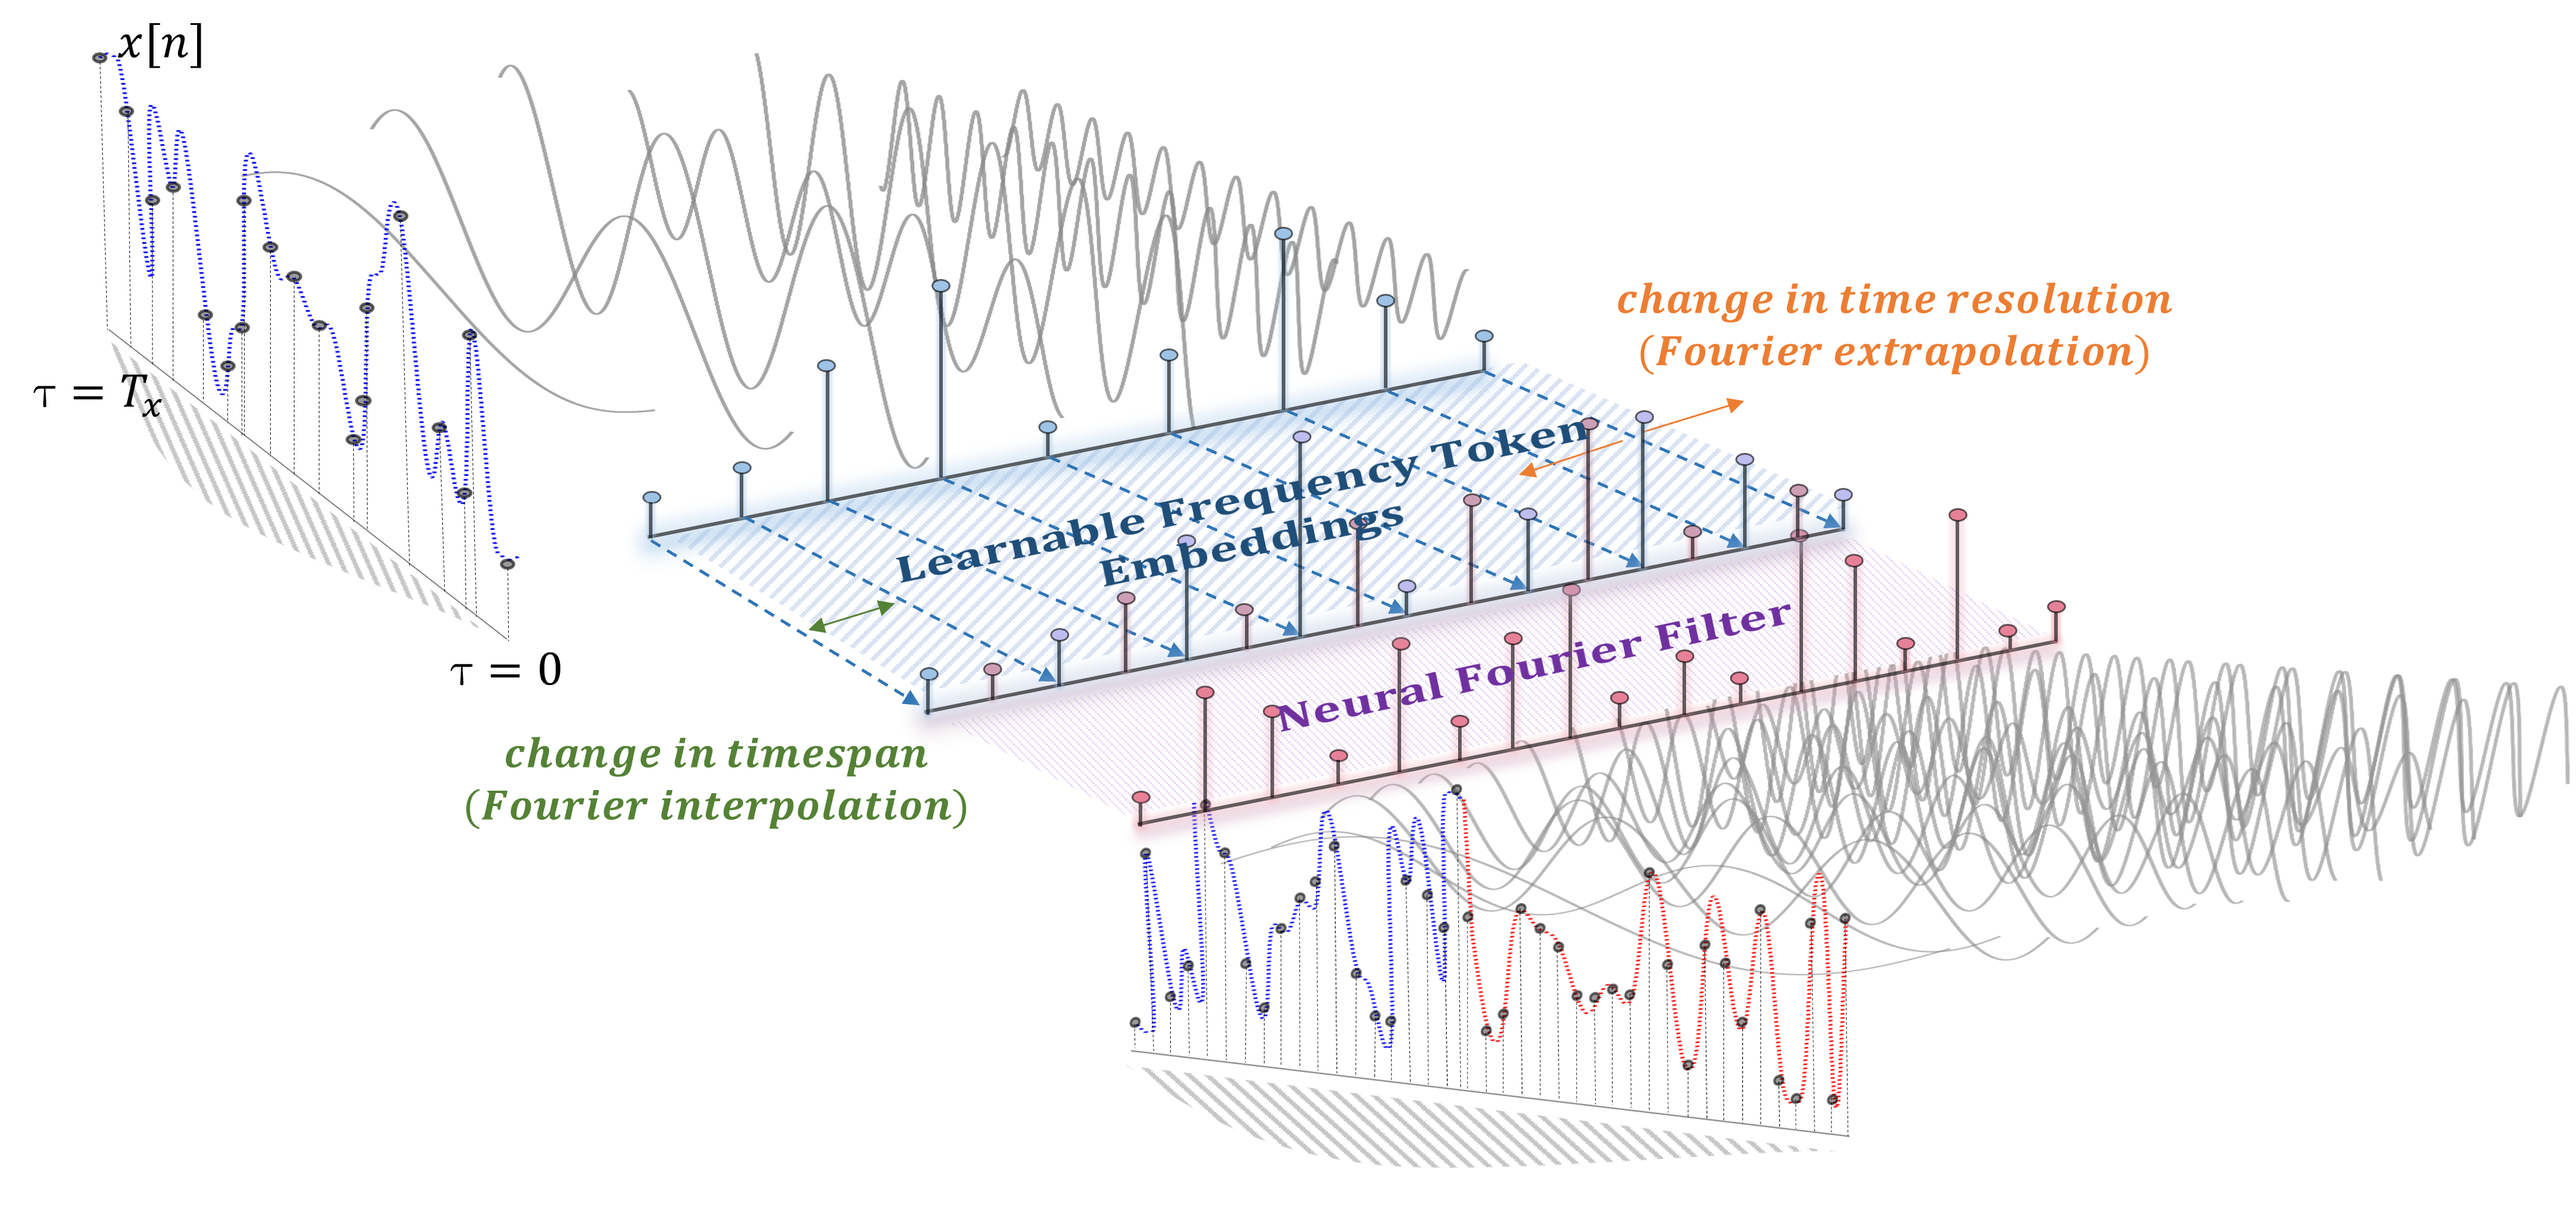 x[n]
τ = Tₓ
τ = 0
change in time resolution
(Fourier extrapolation)
Learnable Frequency Token
Embeddings
Neural Fourier Filter
change in timespan
(Fourier interpolation)